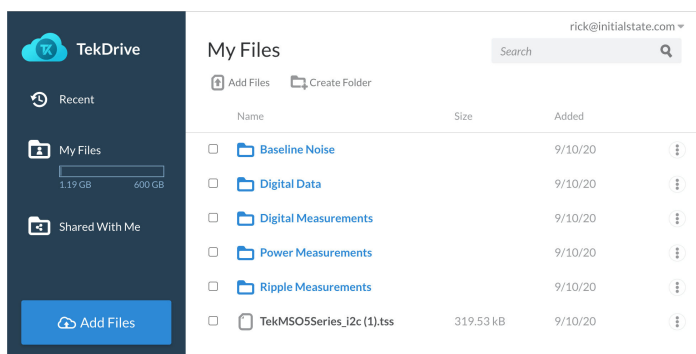 rick@initialstate.com
TK TekDrive
My Files
Search
Add Files Create Folder
Recent
Name Size Added
My Files
1.19 GB 600 GB
Baseline Noise 9/10/20
Digital Data 9/10/20
Shared With Me
Digital Measurements 9/10/20
Power Measurements 9/10/20
Ripple Measurements 9/10/20
Add Files
TekMSO5Series_i2c (1).tss 319.53 kB 9/10/20